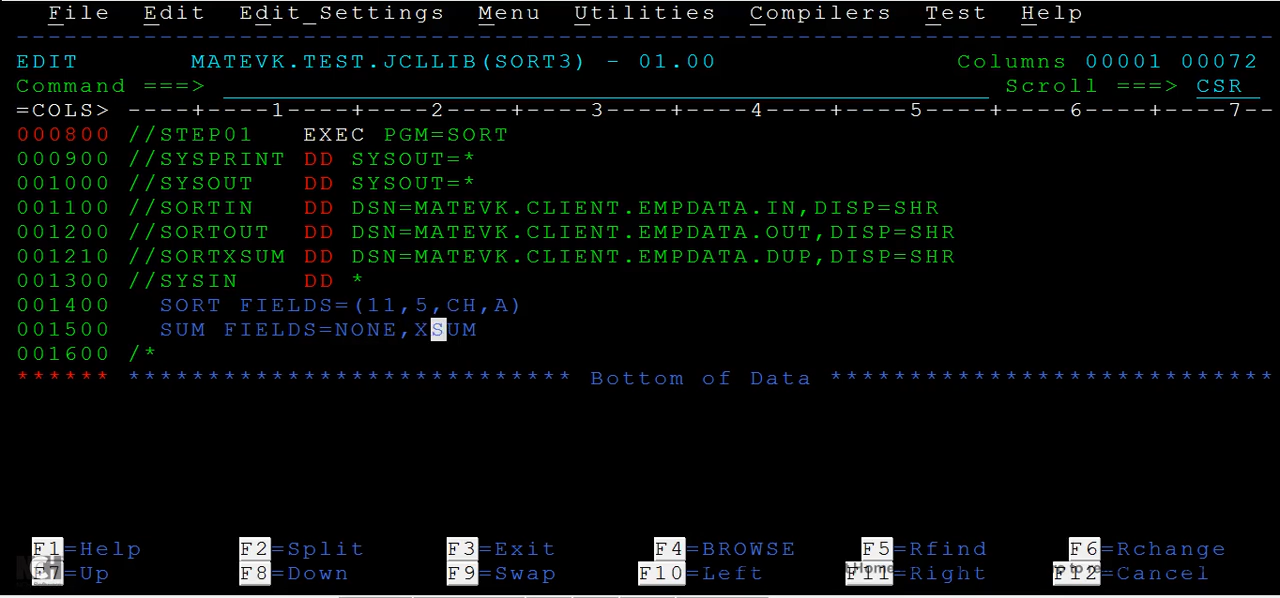 File Edit Edit_Settings Menu Utilities Compilers Test Help
-------------------------------------------------------------------------------
EDIT MATEVK.TEST.JCLLIB(SORT3) - 01.00 Columns 00001 00072
Command ===> Scroll ===> CSR
=COLS> ----+----1----+----2----+----3----+----4----+----5----+----6----+----7--
000800 //STEP01 EXEC PGM=SORT
000900 //SYSPRINT DD SYSOUT=*
001000 //SYSOUT DD SYSOUT=*
001100 //SORTIN DD DSN=MATEVK.CLIENT.EMPDATA.IN,DISP=SHR
001200 //SORTOUT DD DSN=MATEVK.CLIENT.EMPDATA.OUT,DISP=SHR
001210 //SORTXSUM DD DSN=MATEVK.CLIENT.EMPDATA.DUP,DISP=SHR
001300 //SYSIN DD *
001400 SORT FIELDS=(11,5,CH,A)
001500 SUM FIELDS=NONE,XSUM
001600 /*
****** **************************** Bottom of Data ****************************
F1=Help F2=Split F3=Exit F4=BROWSE F5=Rfind F6=Rchange
F7=Up F8=Down F9=Swap F10=Left F11=Right F12=Cancel